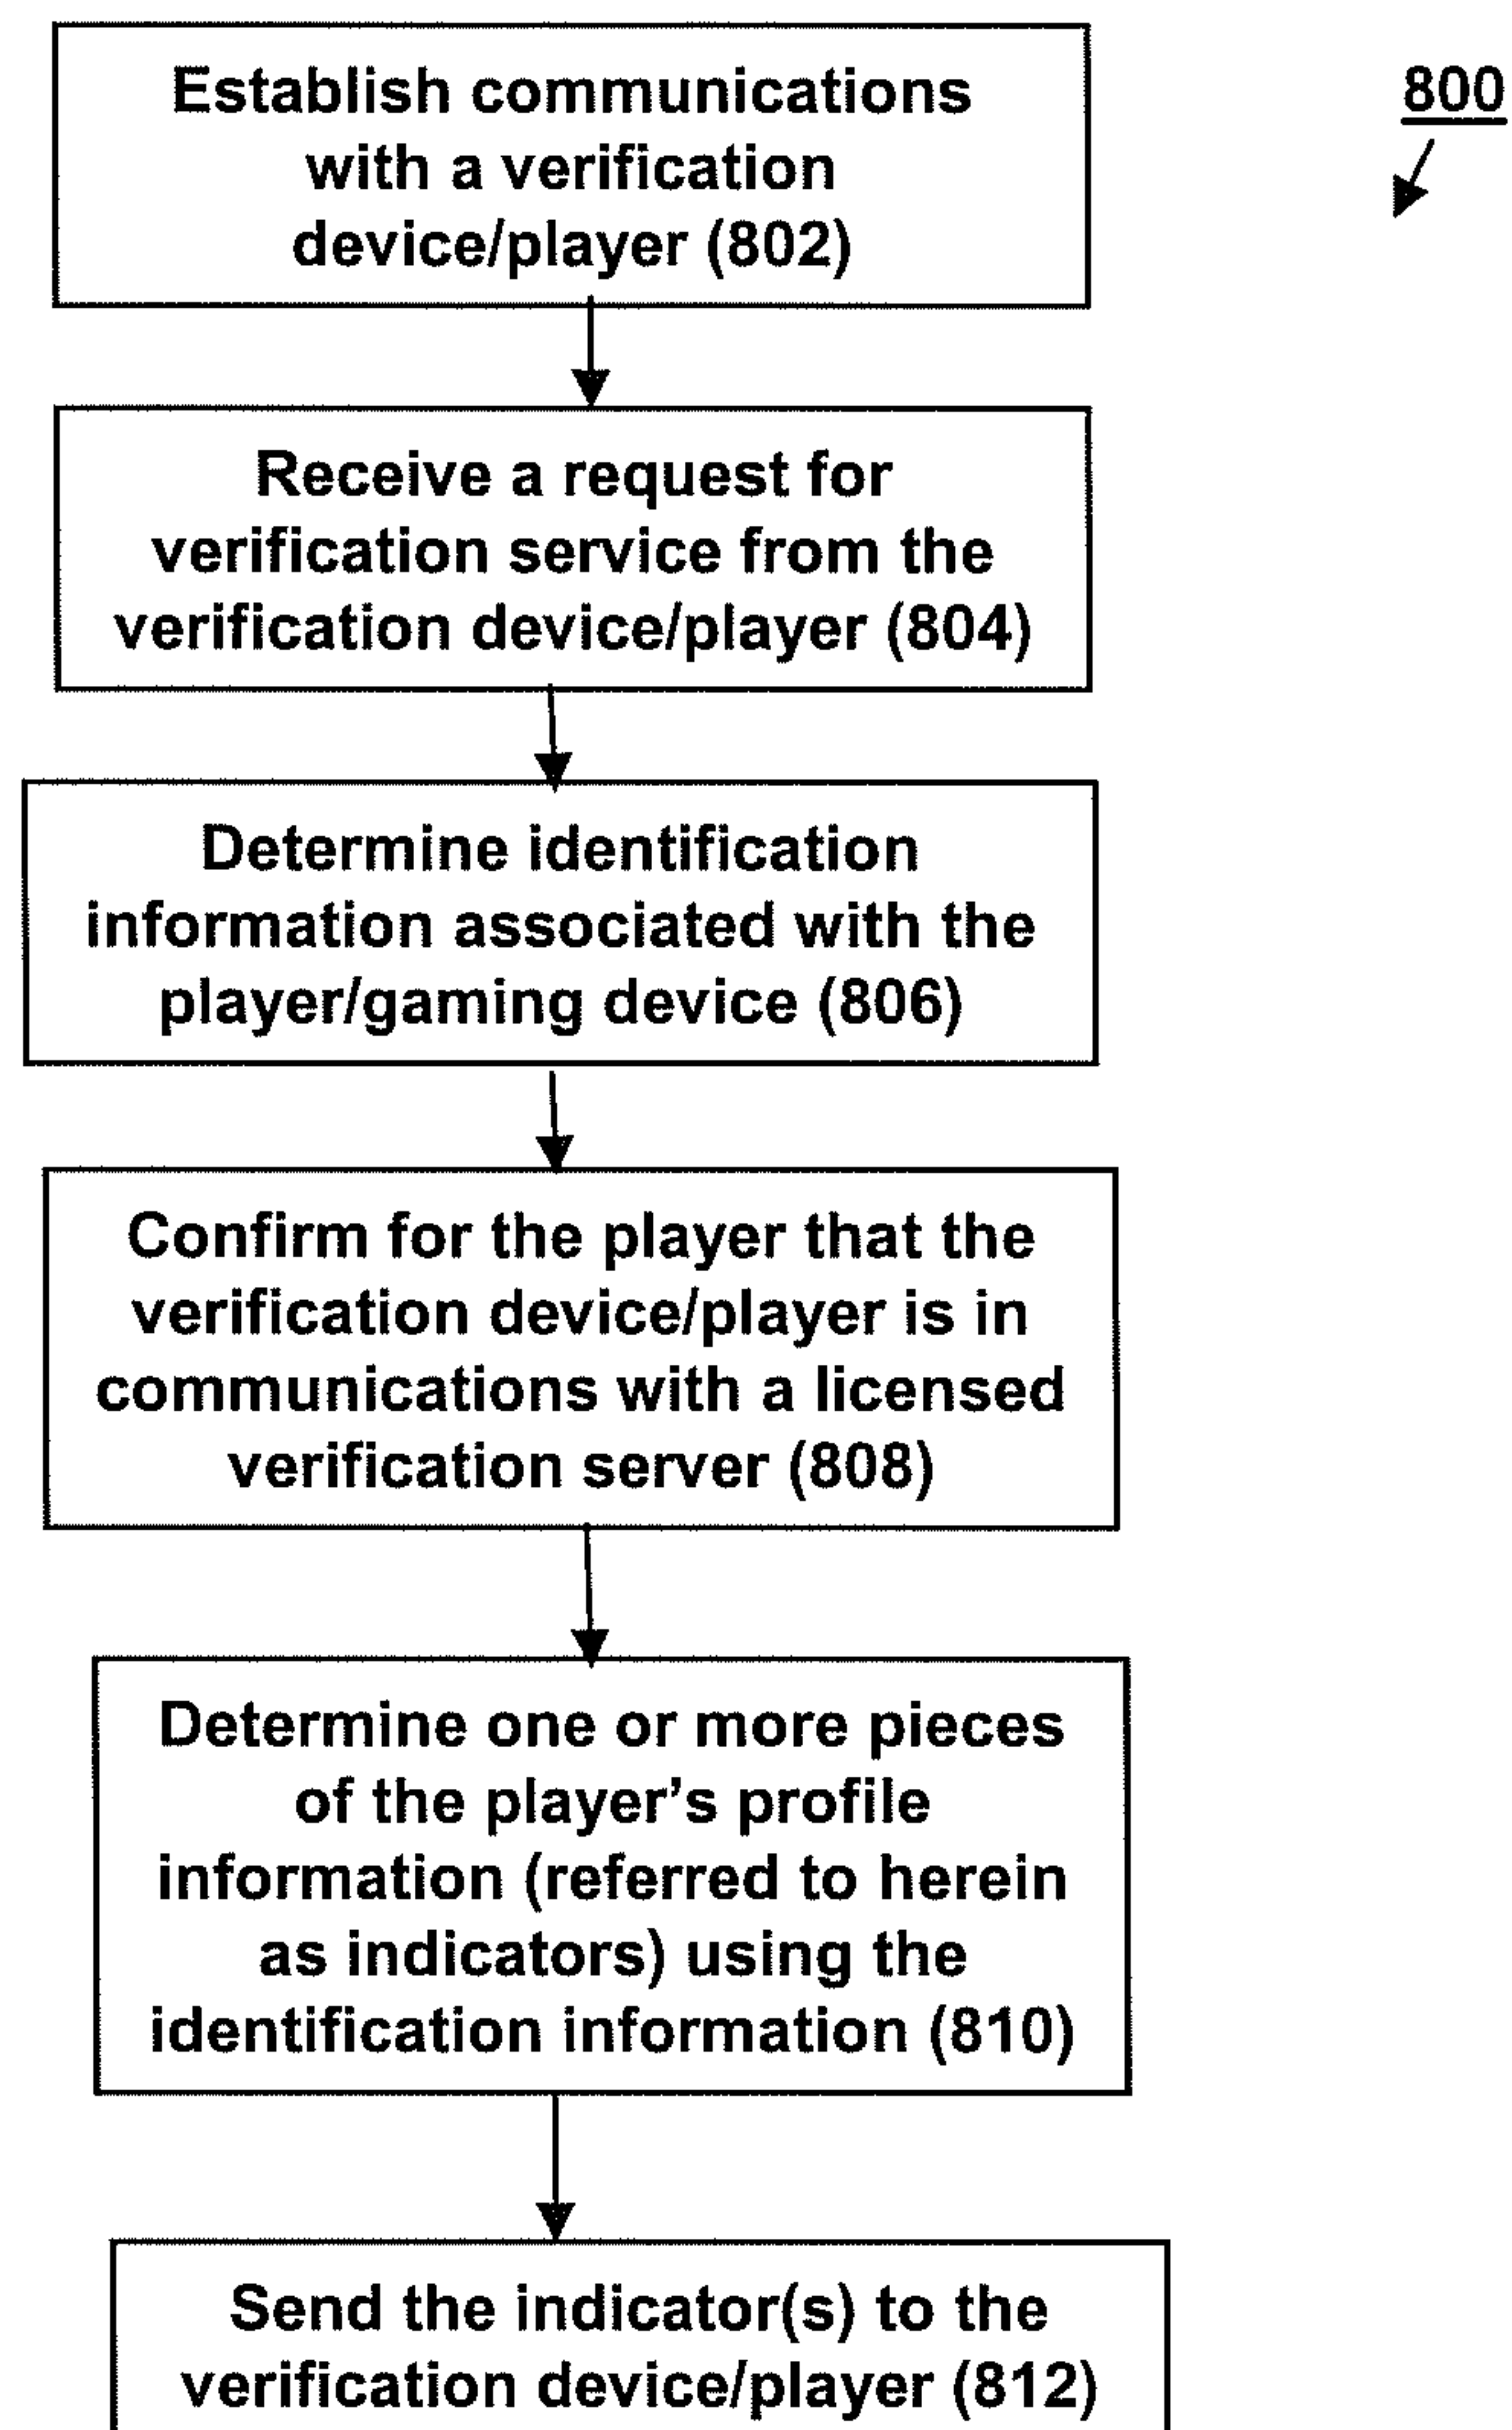 Establish communications
with a verification
device/player (802)
800
Receive a request for
verification service from the
verification device/player (804)
Determine identification
information associated with the
player/gaming device (806)
Confirm for the player that the
verification device/player is in
communications with a licensed
verification server (808)
Determine one or more pieces
of the player's profile
information (referred to herein
as indicators) using the
identification information (810)
Send the indicator(s) to the
verification device/player (812)